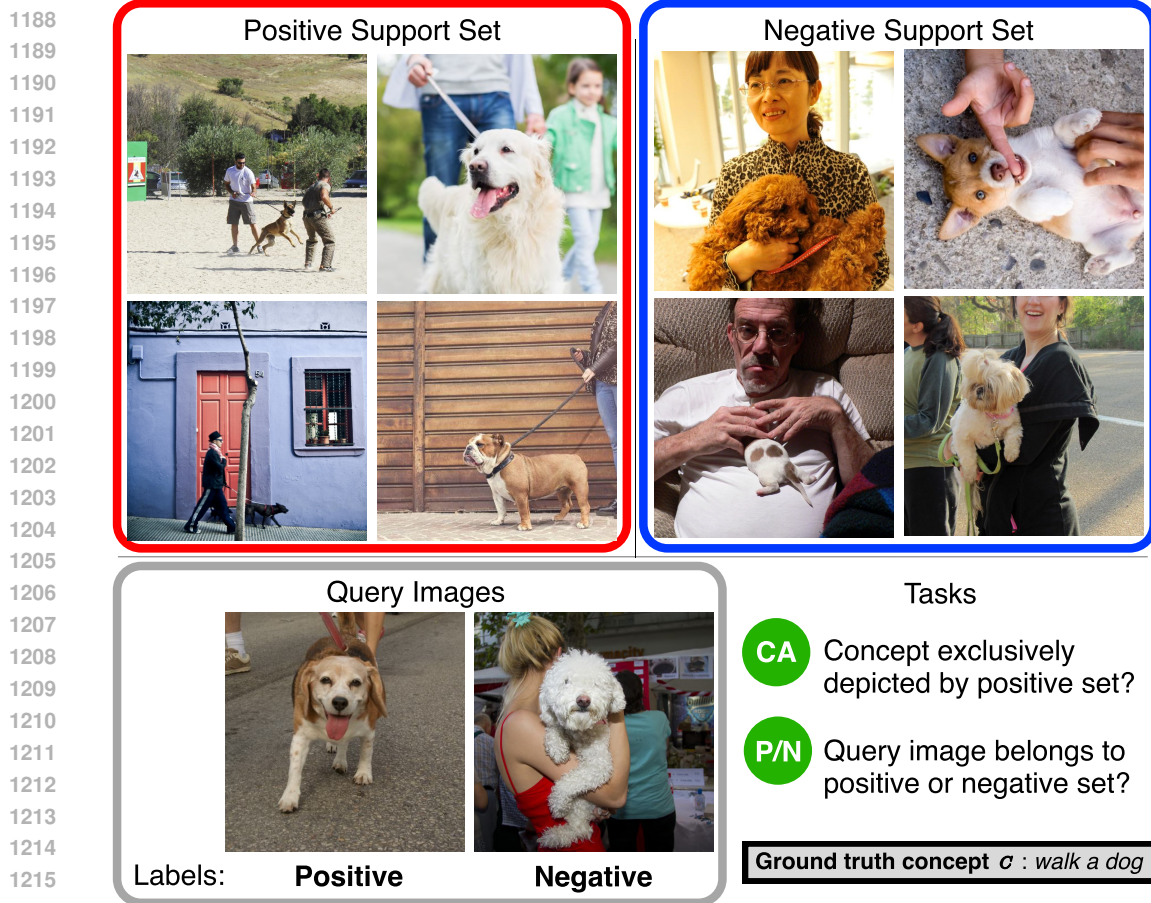 1188
1189
1190
1191
1192
1193
1194
1195
1196
1197
1198
1199
1200
1201
1202
1203
1204
1205
1206
1207
1208
1209
1210
1211
1212
1213
1214
1215
Positive Support Set
Negative Support Set
Query Images
Labels:
Positive
Negative
Tasks
CA
Concept exclusively
depicted by positive set?
P/N
Query image belongs to
positive or negative set?
Ground truth concept c : walk a dog